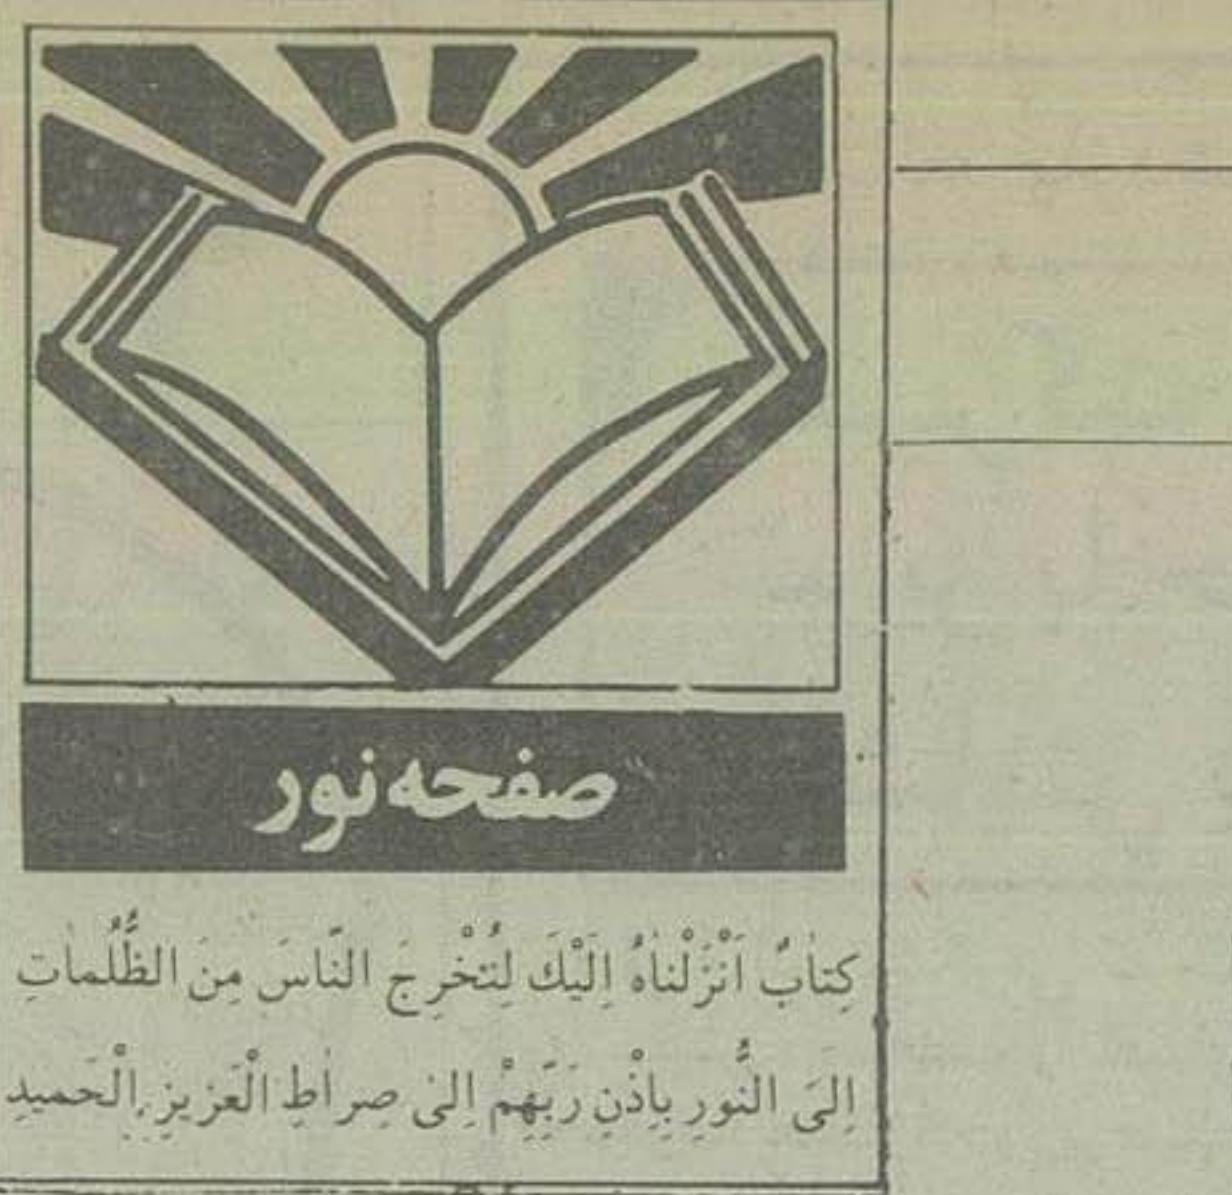 صفحه نور
كِتابٌ اَنْزَلْناهُ اِلَيْكَ لِتُخْرِجَ النّاسَ مِنَ الظُّلُماتِ
اِلَى النُّورِ بِاِذْنِ رَبِّهِمْ اِلىٰ صِراطِ الْعَزيزِ الْحَميدِ